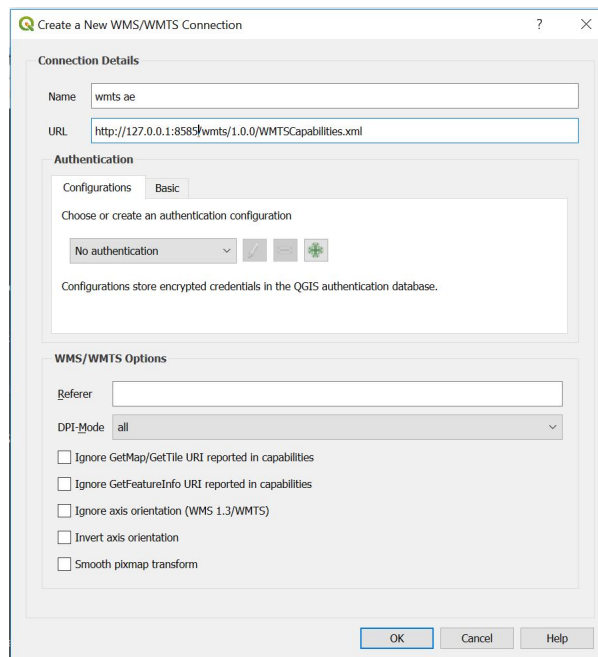 Create a New WMS/WMTS Connection ? ×
Connection Details
Name wmts ae
URL http://127.0.0.1:8585/wmts/1.0.0/WMTSCapabilities.xml
Authentication
Configurations Basic
Choose or create an authentication configuration
No authentication
Configurations store encrypted credentials in the QGIS authentication database.
WMS/WMTS Options
Referer
DPI-Mode all
Ignore GetMap/GetTile URI reported in capabilities
Ignore GetFeatureInfo URI reported in capabilities
Ignore axis orientation (WMS 1.3/WMTS)
Invert axis orientation
Smooth pixmap transform
OK Cancel Help